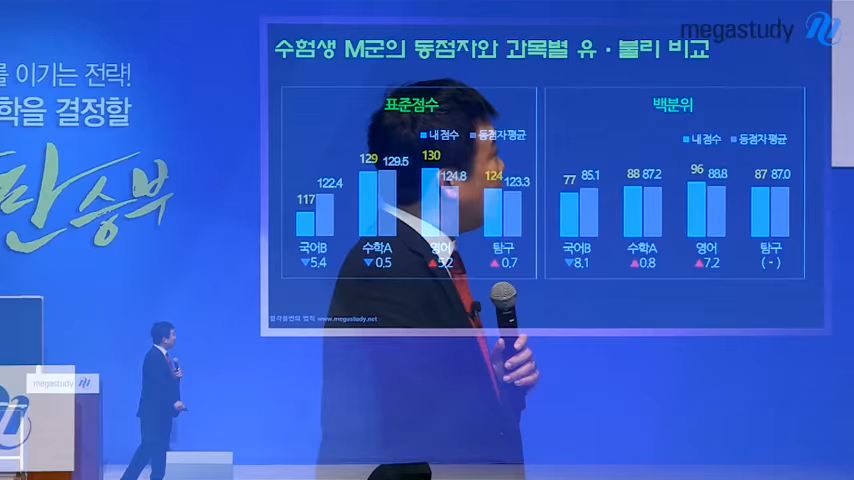 megastudy
수험생 M군의 동점자와 과목별 유·불리 비교
를 이기는 전략!
학을 결정할
탄 승부
표준점수
내 점수 동점자 평균
117 122.4 129 129.5 130 124.8 124 123.3
국어B 수학A 영어 탐구
▼5.4 ▼0.5 ▲5.2 ▲0.7
백분위
내 점수 동점자 평균
77 85.1 88 87.2 96 88.8 87 87.0
국어B 수학A 영어 탐구
▼8.1 ▲0.8 ▲7.2 (-)
www.megastudy.net
megastudy